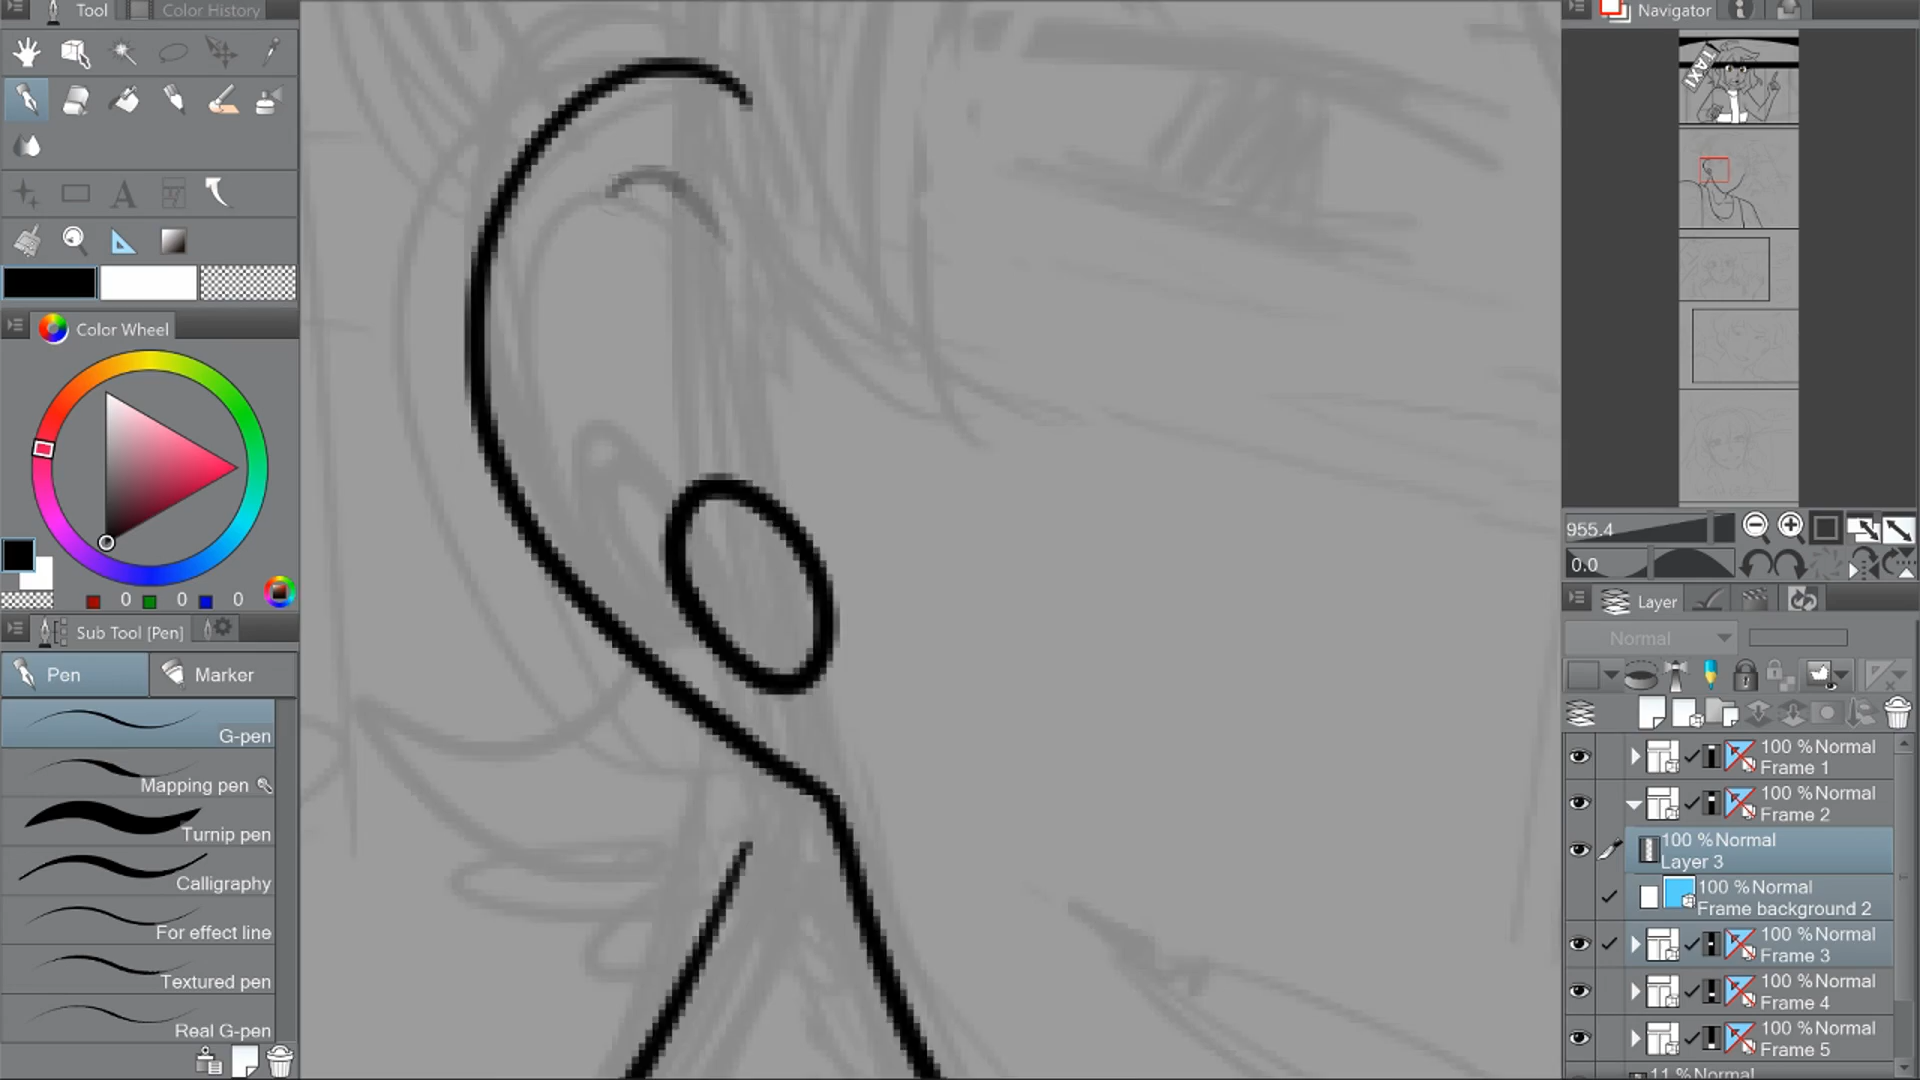 Tool
Color History
Color Wheel
0 0 0
Sub Tool [Pen]
Pen
Marker
G-pen
Mapping pen
Turnip pen
Calligraphy
For effect line
Textured pen
Real G-pen
Navigator
TAXI
955.4
0.0
Layer
Normal
100 %Normal
Frame 1
100 %Normal
Frame 2
100 %Normal
Layer 3
100 %Normal
Frame background 2
100 %Normal
Frame 3
100 %Normal
Frame 4
100 %Normal
Frame 5
11 %Normal